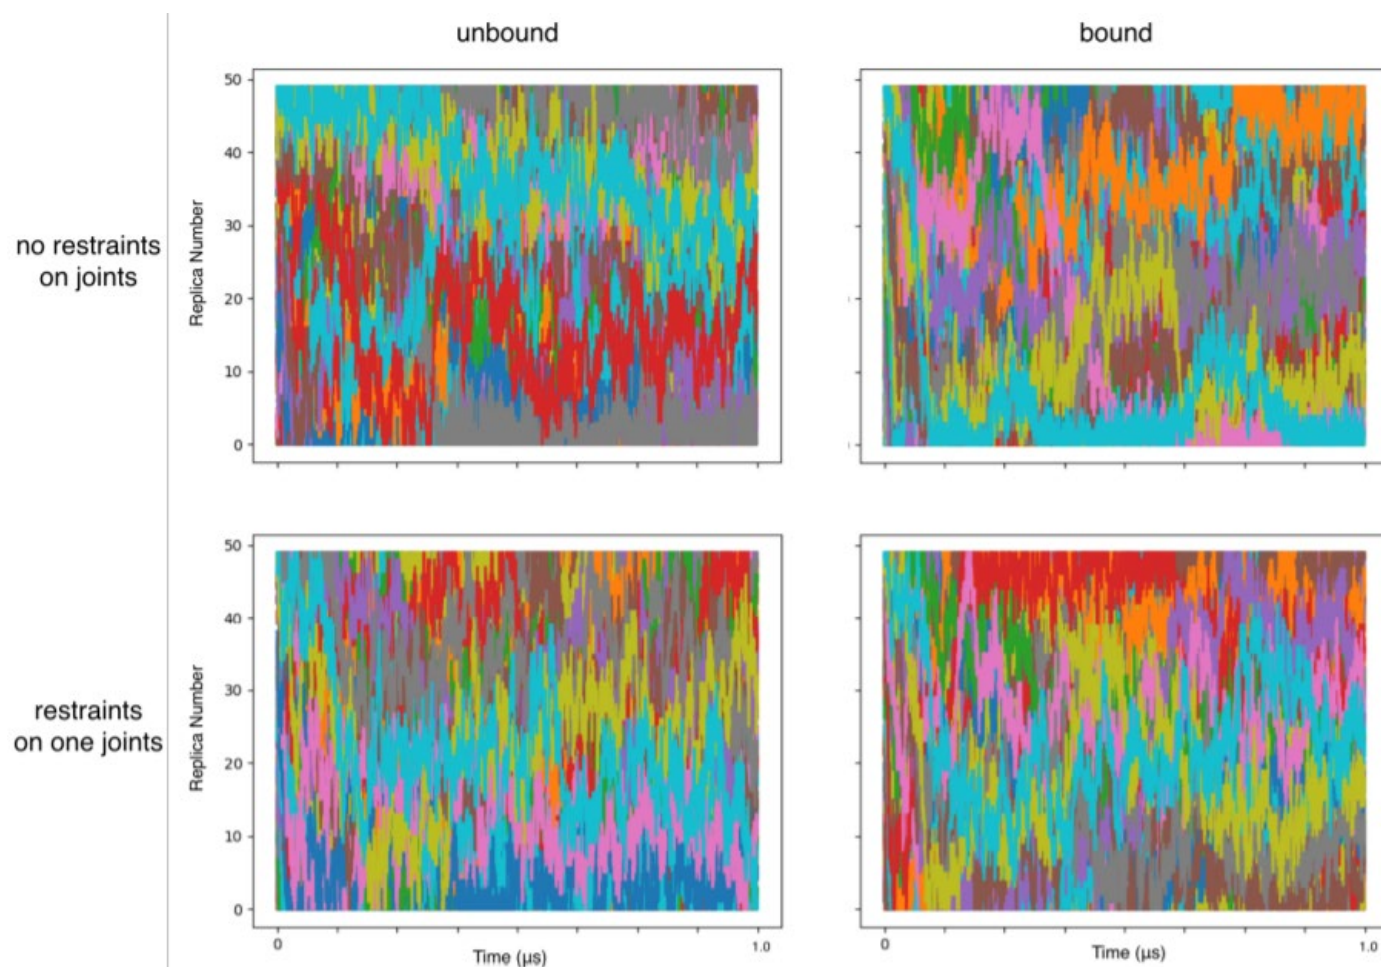 unbound
bound
no restraints
on joints
Replica Number
50
40
30
20
10
0
restraints
on one joints
Replica Number
50
40
30
20
10
0
0
Time (μs)
1.0
0
Time (μs)
1.0